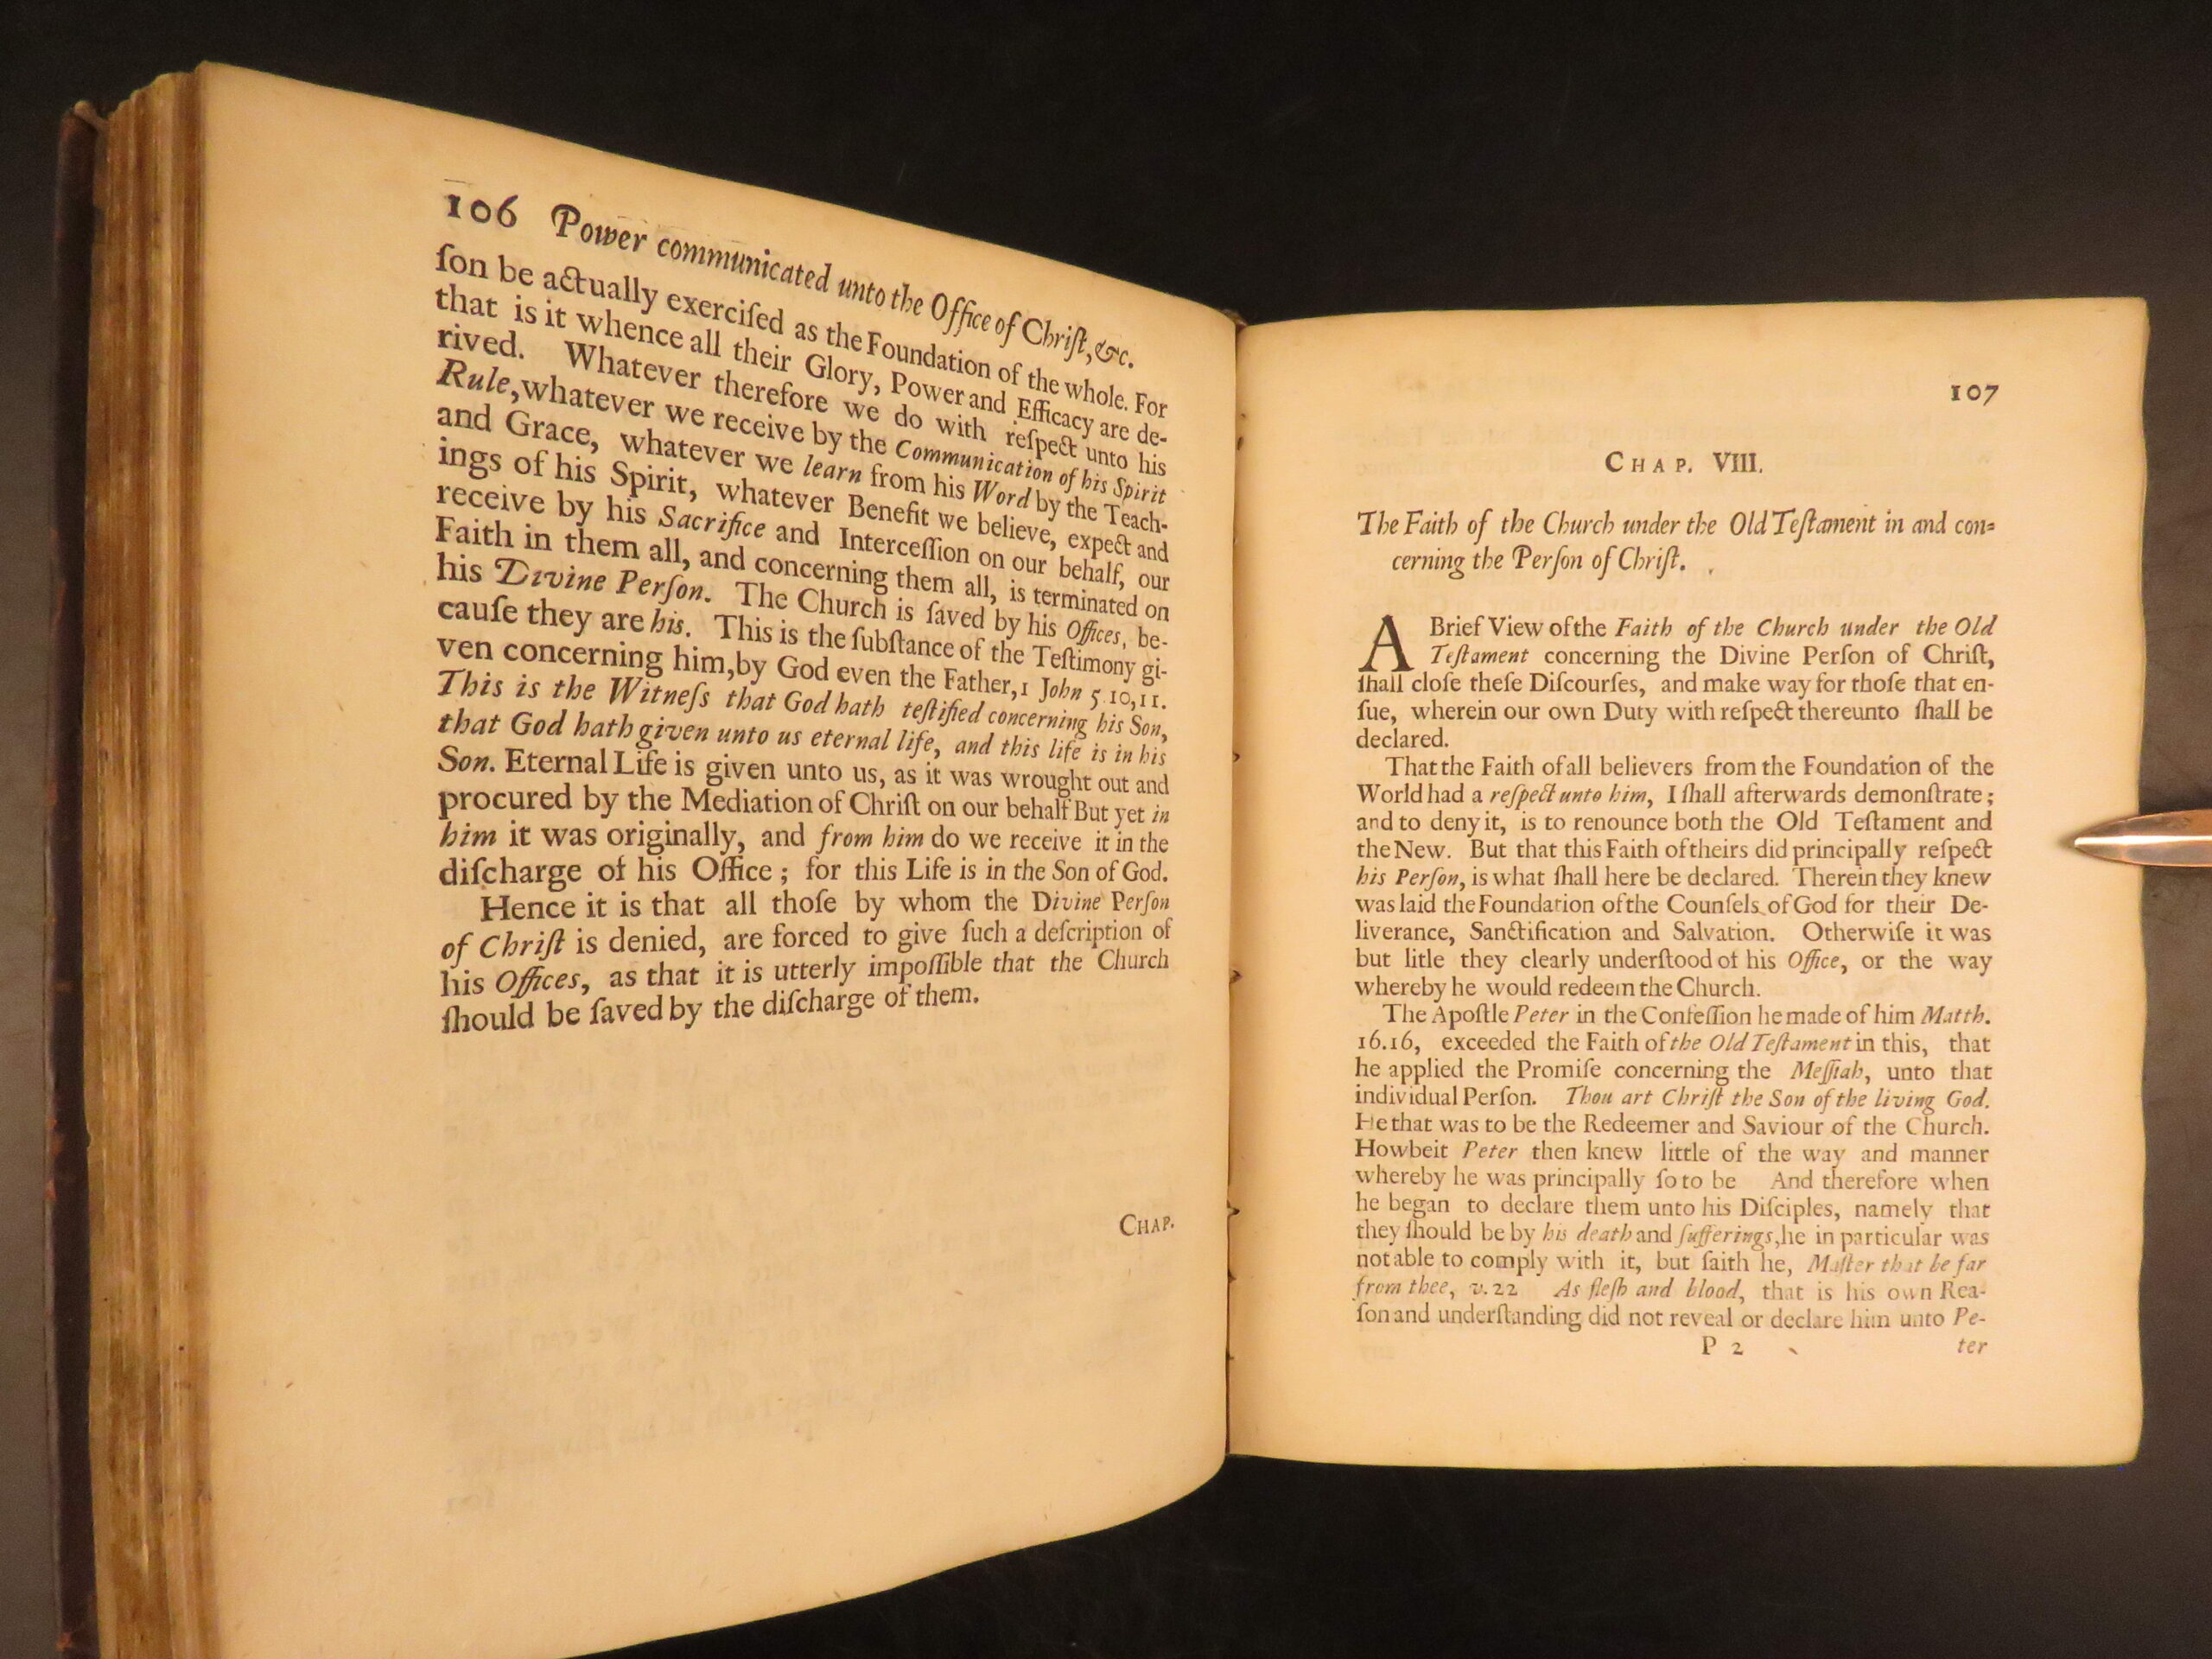 106 Power communicated unto the Office of Chriſt, &c.
ſon be actually exerciſed as the Foundation of the whole. For
that is it whence all their Glory, Power and Efficacy are de-
rived. Whatever therefore we do with reſpect unto his
Rule, whatever we receive by the Communication of his Spirit
and Grace, whatever we learn from his Word by the Teach-
ings of his Spirit, whatever Benefit we believe, expect and
receive by his Sacrifice and Interceſſion on our behalf, our
Faith in them all, and concerning them all, is terminated on
his Divine Perſon. The Church is ſaved by his Offices, be-
cauſe they are his. This is the ſubſtance of the Teſtimony gi-
ven concerning him, by God even the Father, 1 John 5.10,11.
This is the Witneſs that God hath teſtified concerning his Son,
that God hath given unto us eternal life, and this life is in his
Son. Eternal Life is given unto us, as it was wrought out and
procured by the Mediation of Chriſt on our behalf But yet in
him it was originally, and from him do we receive it in the
diſcharge of his Office; for this Life is in the Son of God.
Hence it is that all thoſe by whom the Divine Perſon
of Chriſt is denied, are forced to give ſuch a deſcription of
his Offices, as that it is utterly impoſſible that the Church
ſhould be ſaved by the diſcharge of them.
CHAP.
107
CHAP. VIII.
The Faith of the Church under the Old Teſtament in and con=
cerning the Perſon of Chriſt.
A Brief View of the Faith of the Church under the Old
Teſtament concerning the Divine Perſon of Chriſt,
ſhall cloſe theſe Diſcourſes, and make way for thoſe that en-
ſue, wherein our own Duty with reſpect thereunto ſhall be
declared.
That the Faith of all believers from the Foundation of the
World had a reſpect unto him, I ſhall afterwards demonſtrate;
and to deny it, is to renounce both the Old Teſtament and
the New. But that this Faith of theirs did principally reſpect
his Perſon, is what ſhall here be declared. Therein they knew
was laid the Foundation of the Counſels of God for their De-
liverance, Sanctification and Salvation. Otherwiſe it was
but litle they clearly underſtood of his Office, or the way
whereby he would redeem the Church.
The Apoſtle Peter in the Confeſſion he made of him Matth.
16.16, exceeded the Faith of the Old Teſtament in this, that
he applied the Promiſe concerning the Meſſiah, unto that
individual Perſon. Thou art Chriſt the Son of the living God.
He that was to be the Redeemer and Saviour of the Church.
Howbeit Peter then knew little of the way and manner
whereby he was principally ſo to be And therefore when
he began to declare them unto his Diſciples, namely that
they ſhould be by his death and ſufferings, he in particular was
not able to comply with it, but ſaith he, Maſter that be far
from thee, v.22 As fleſh and blood, that is his own Rea-
ſon and underſtanding did not reveal or declare him unto Pe-
P 2 ter